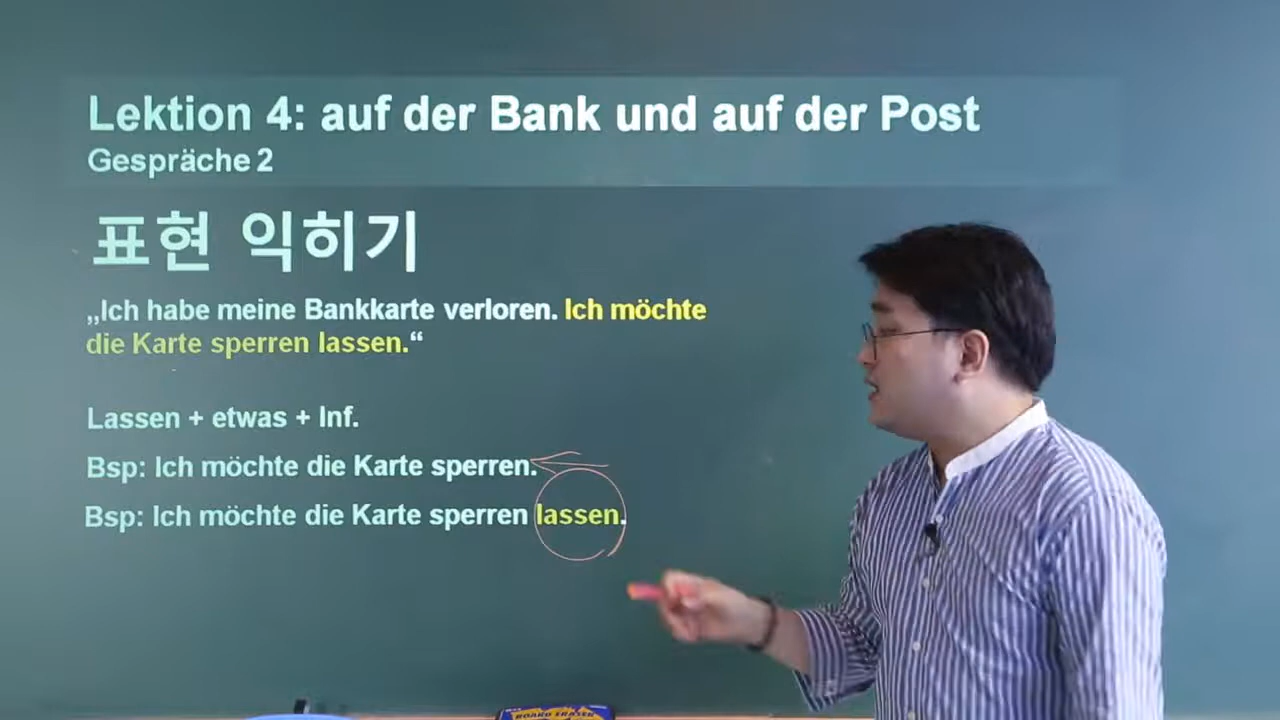 Lektion 4: auf der Bank und auf der Post
Gespräche 2
표현 익히기
„Ich habe meine Bankkarte verloren. Ich möchte
die Karte sperren lassen.“
Lassen + etwas + Inf.
Bsp: Ich möchte die Karte sperren.
Bsp: Ich möchte die Karte sperren lassen.
BOARD ERASER